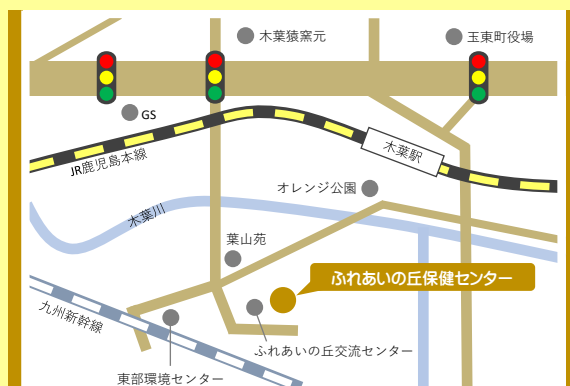 木葉猿窯元
玉東町役場
GS
JR鹿児島本線
木葉駅
オレンジ公園
木葉川
葉山苑
ふれあいの丘保健センター
九州新幹線
ふれあいの丘交流センター
東部環境センター